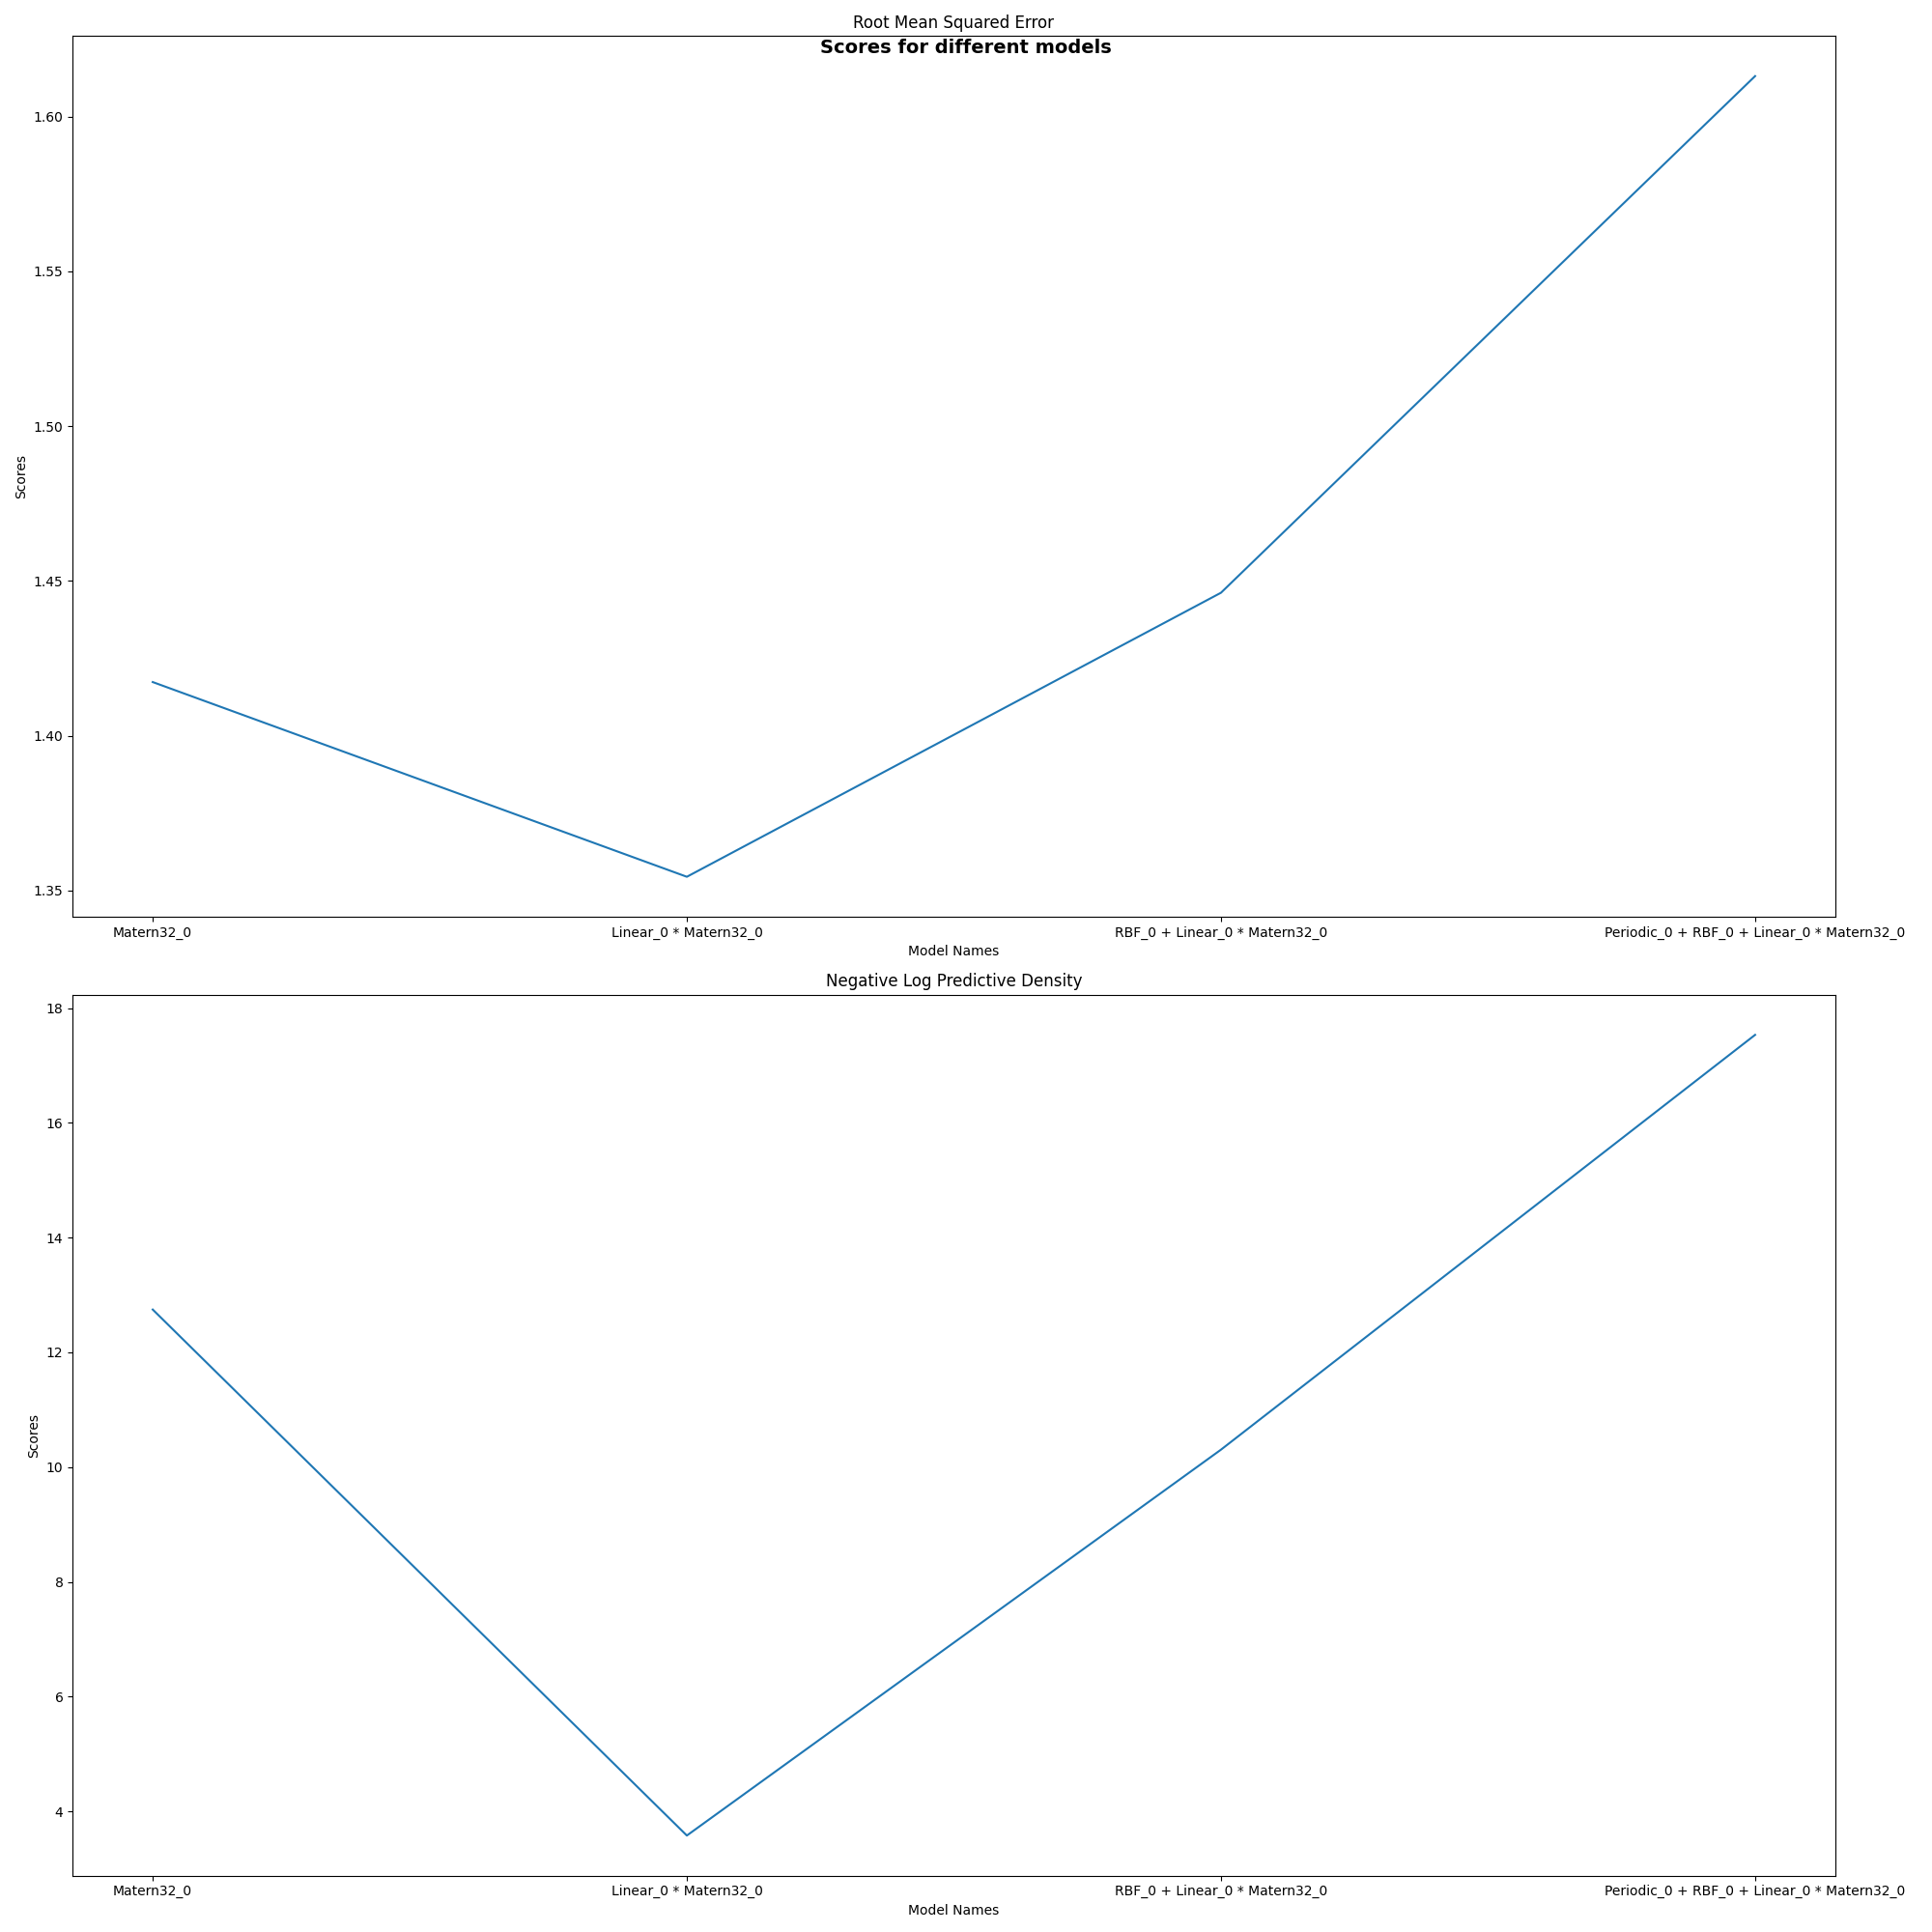 Root Mean Squared Error
Scores for different models
1.60
1.55
1.50
1.45
1.40
1.35
Scores
Matern32_0 Linear_0 * Matern32_0 RBF_0 + Linear_0 * Matern32_0 Periodic_0 + RBF_0 + Linear_0 * Matern32_0
Model Names
Negative Log Predictive Density
18
16
14
12
10
8
6
4
Scores
Matern32_0 Linear_0 * Matern32_0 RBF_0 + Linear_0 * Matern32_0 Periodic_0 + RBF_0 + Linear_0 * Matern32_0
Model Names